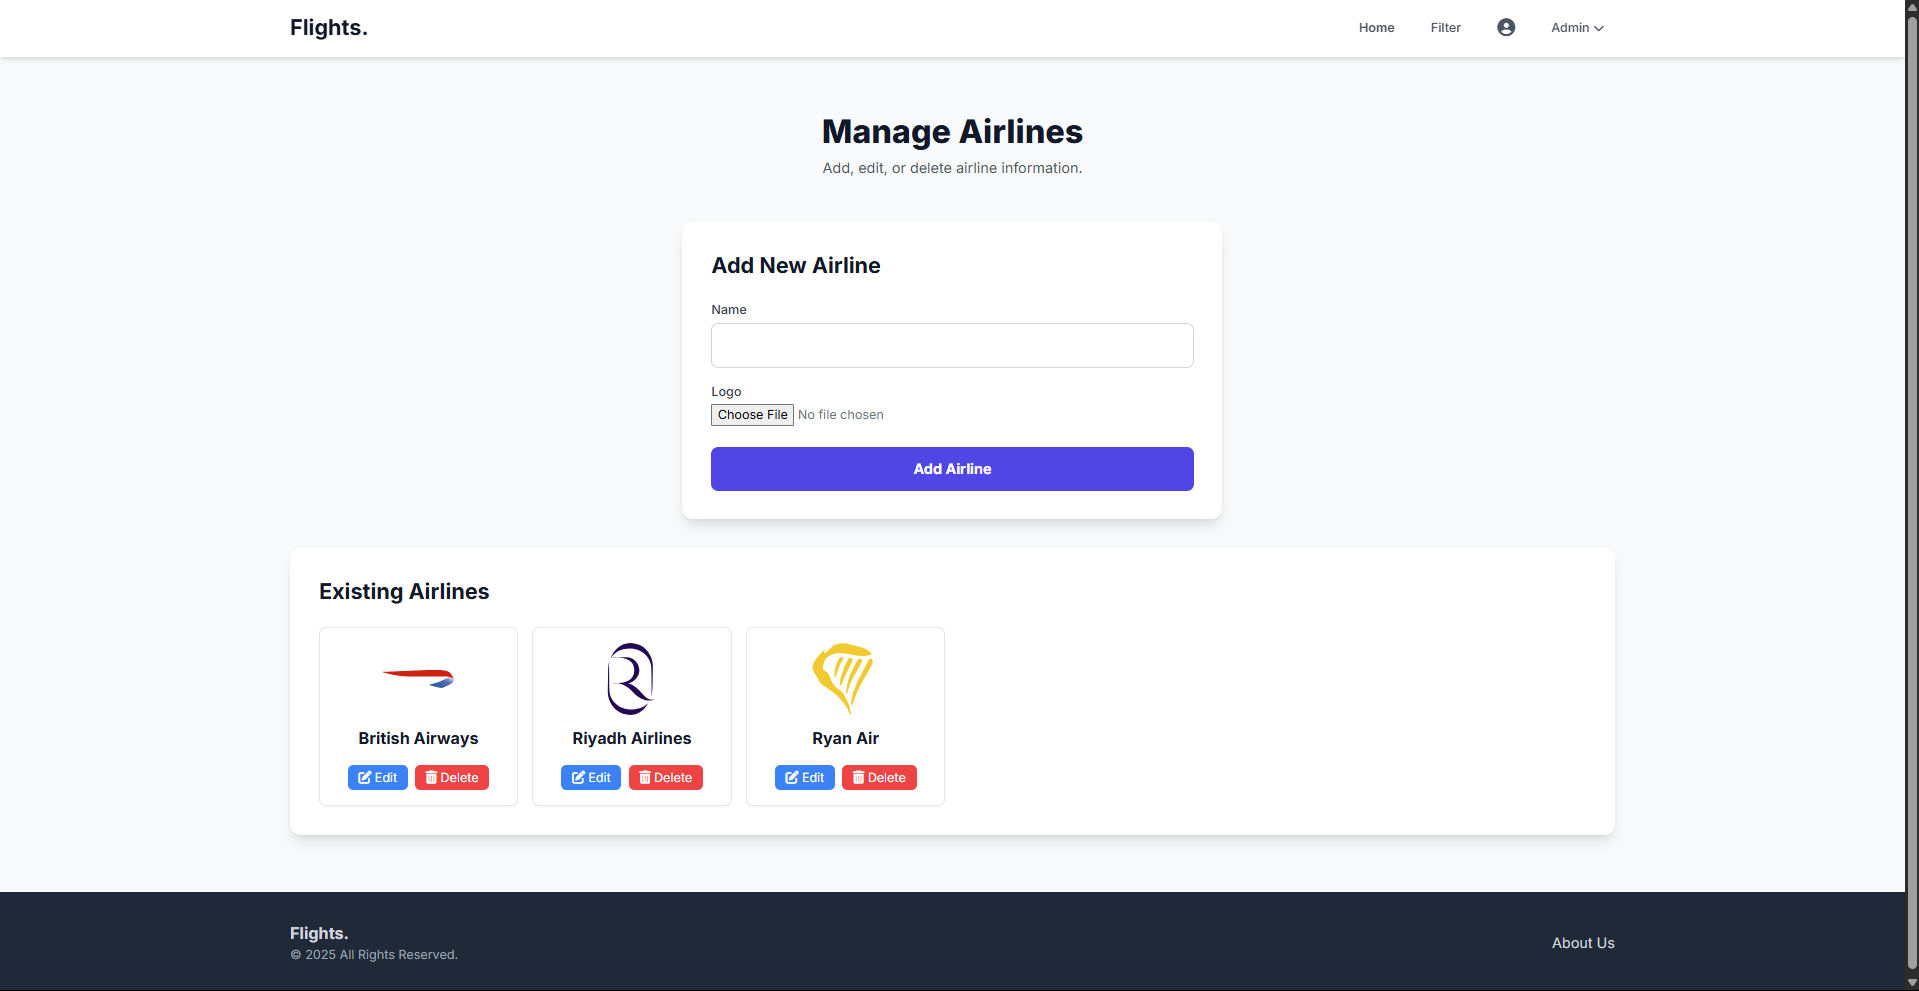 Flights.
Home
Filter
Admin
Manage Airlines
Add, edit, or delete airline information.
Add New Airline
Name
Logo
Choose File No file chosen
Add Airline
Existing Airlines
British Airways
Edit
Delete
Riyadh Airlines
Edit
Delete
Ryan Air
Edit
Delete
Flights.
© 2025 All Rights Reserved.
About Us